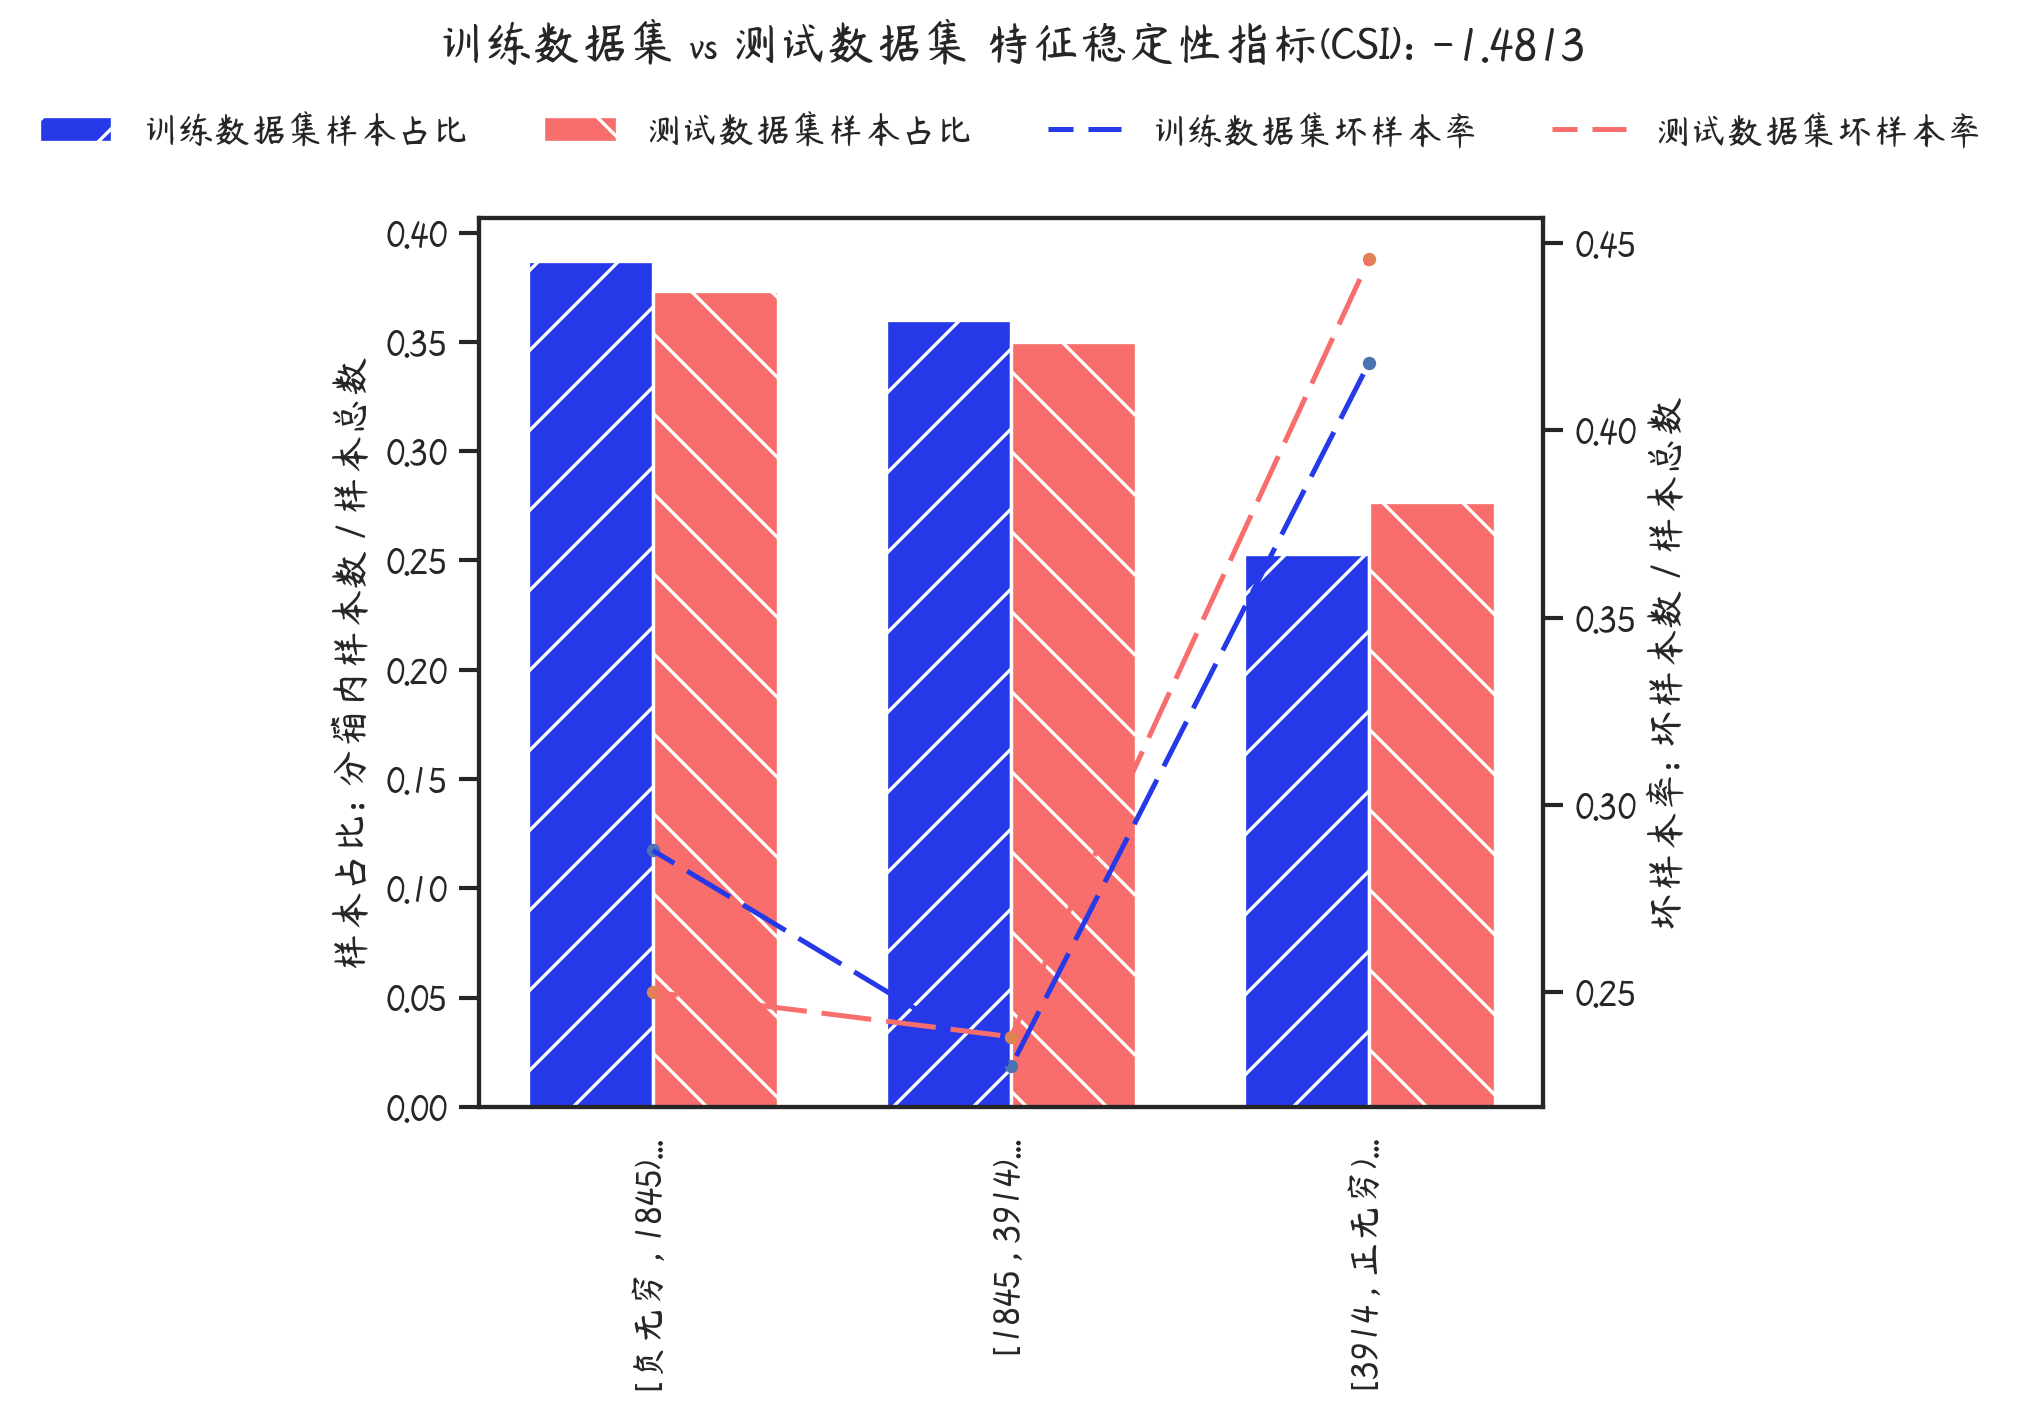 训练数据集 vs 测试数据集 特征稳定性指标(CSI): -1.4813
训练数据集样本占比 测试数据集样本占比 训练数据集坏样本率 测试数据集坏样本率
样本占比: 分箱内样本数 / 样本总数
0.40
0.35
0.30
0.25
0.20
0.15
0.10
0.05
0.00
0.45
0.40
0.35
0.30
0.25
坏样本率: 坏样本数 / 样本总数
[负无穷 , 1845)...
[1845 , 3914)...
[3914 , 正无穷)...